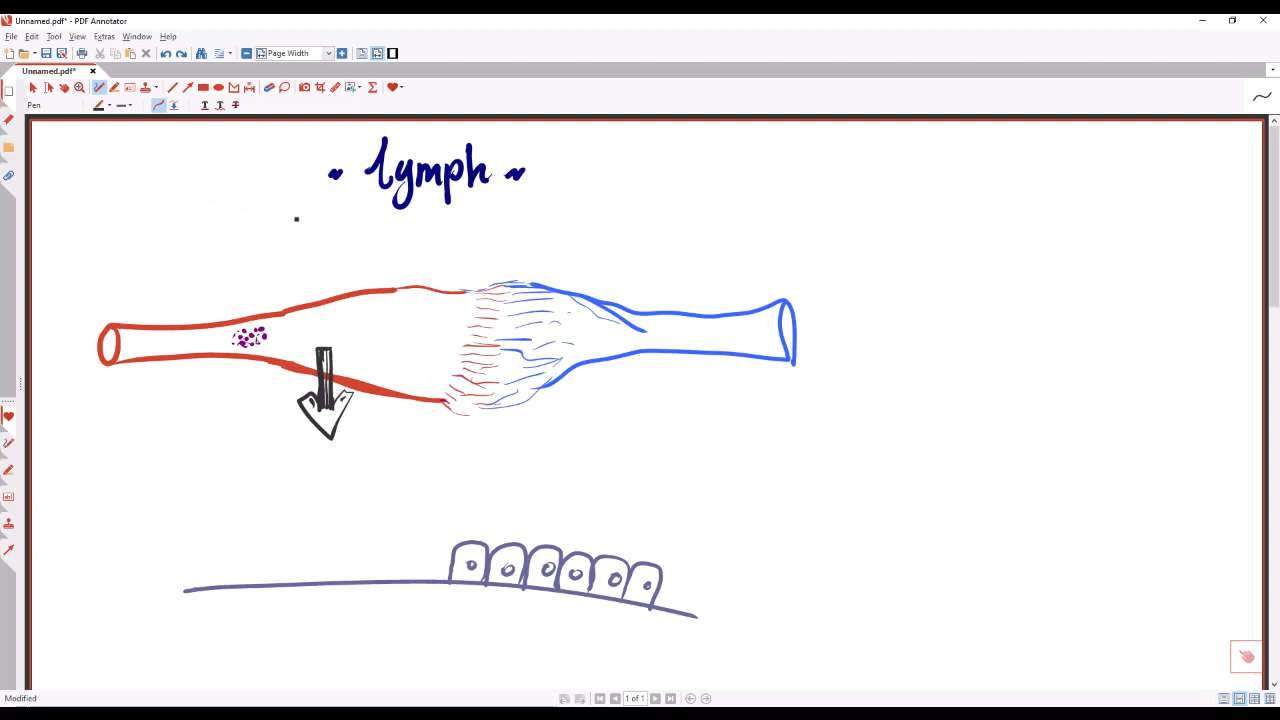 Unnamed.pdf* - PDF Annotator
File Edit View Tool Extras Window Help
Page Width
Unnamed.pdf*
Pen
~ lymph ~
Modified
1 of 1